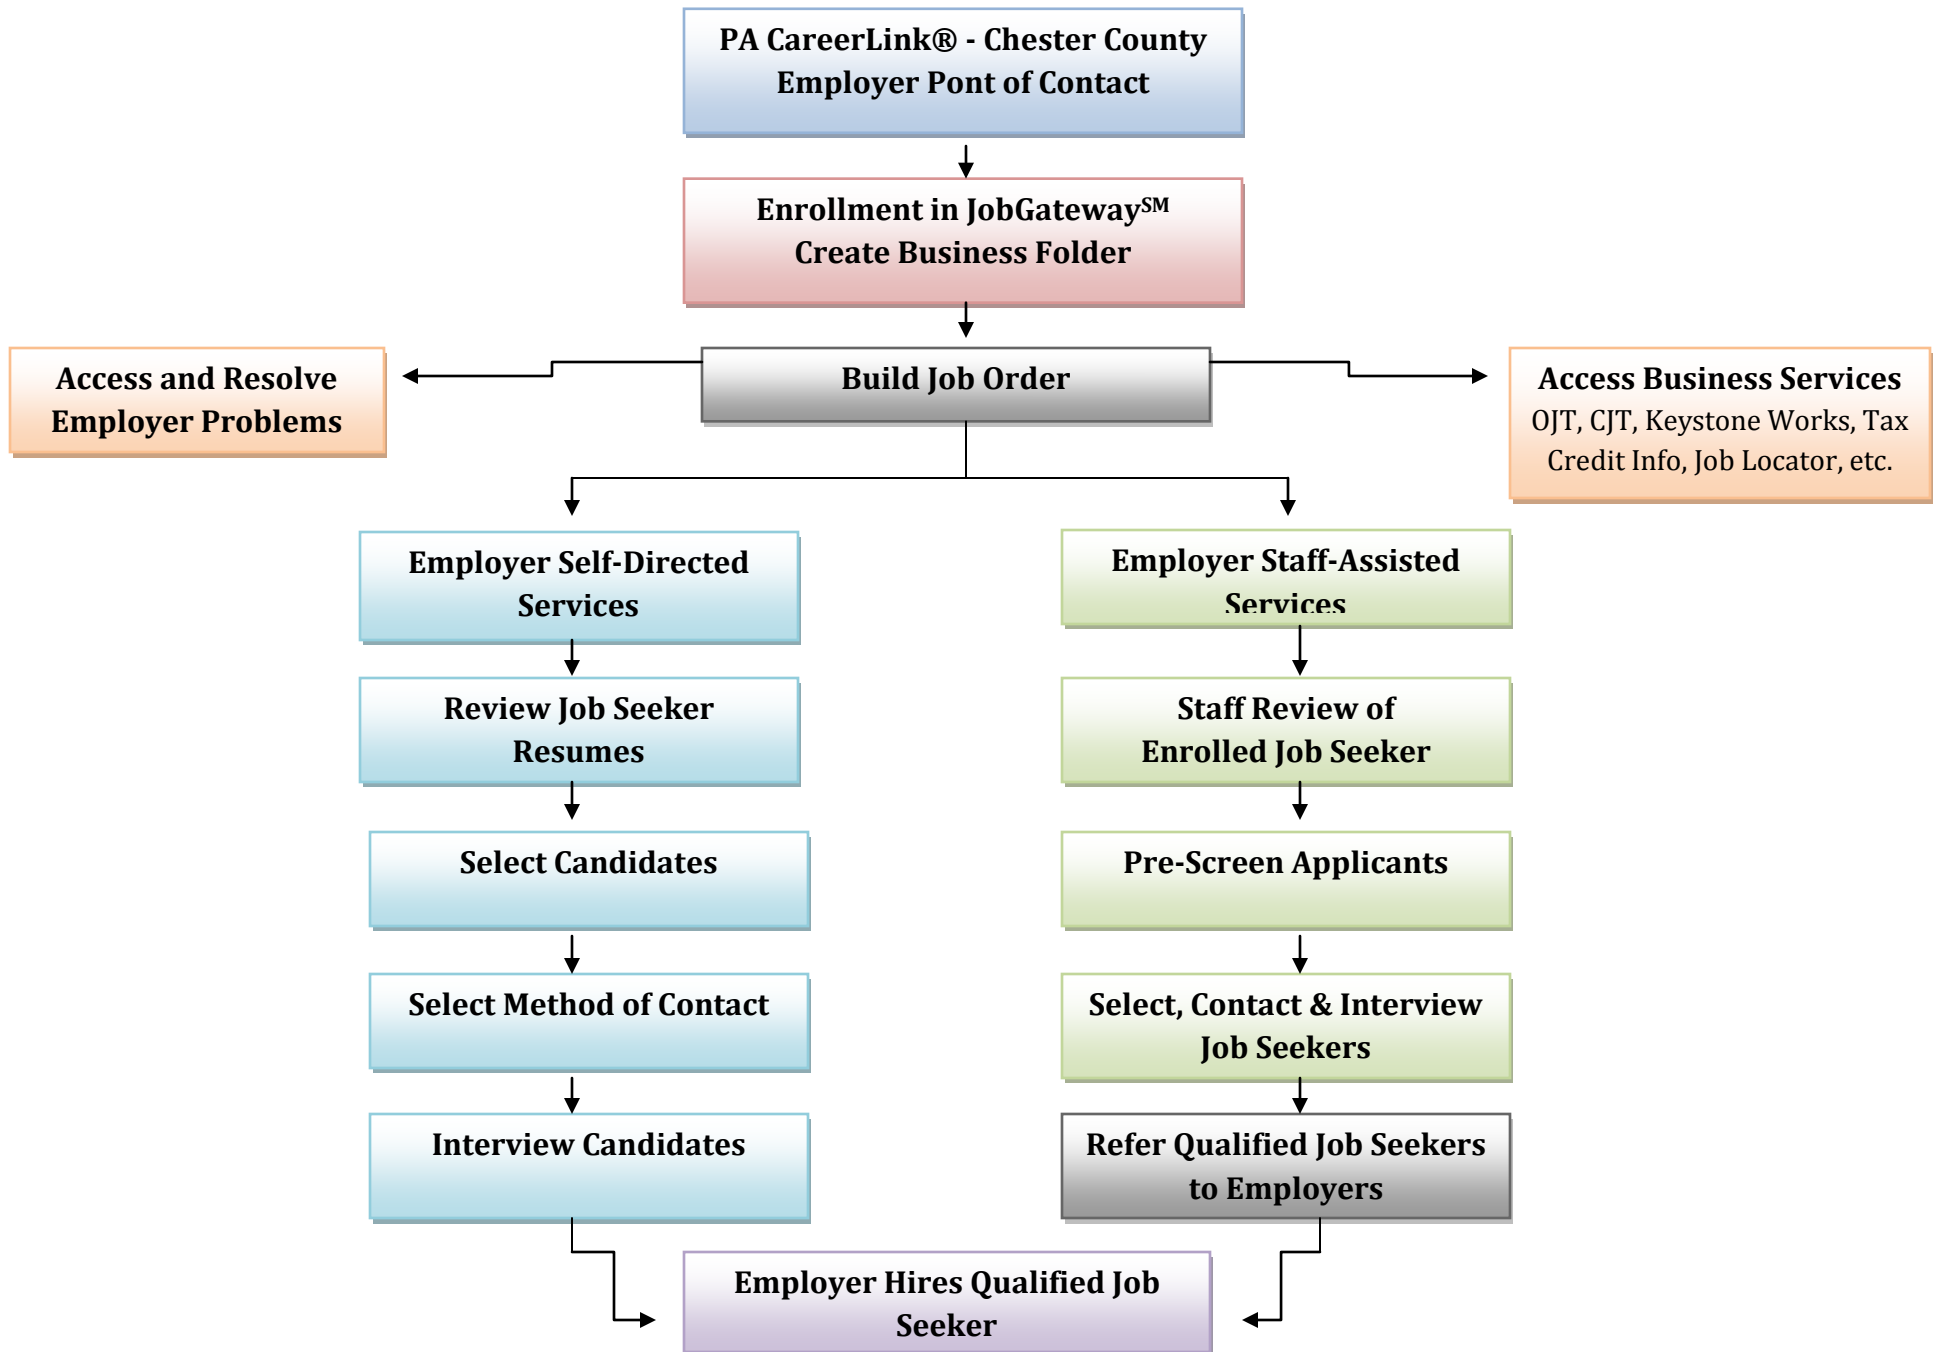 PA CareerLink® - Chester County
Employer Pont of Contact
Enrollment in JobGateway℠
Create Business Folder
Access and Resolve
Employer Problems
Build Job Order
Access Business Services
OJT, CJT, Keystone Works, Tax
Credit Info, Job Locator, etc.
Employer Self-Directed
Services
Review Job Seeker
Resumes
Select Candidates
Select Method of Contact
Interview Candidates
Employer Staff-Assisted
Services
Staff Review of
Enrolled Job Seeker
Pre-Screen Applicants
Select, Contact & Interview
Job Seekers
Refer Qualified Job Seekers
to Employers
Employer Hires Qualified Job
Seeker